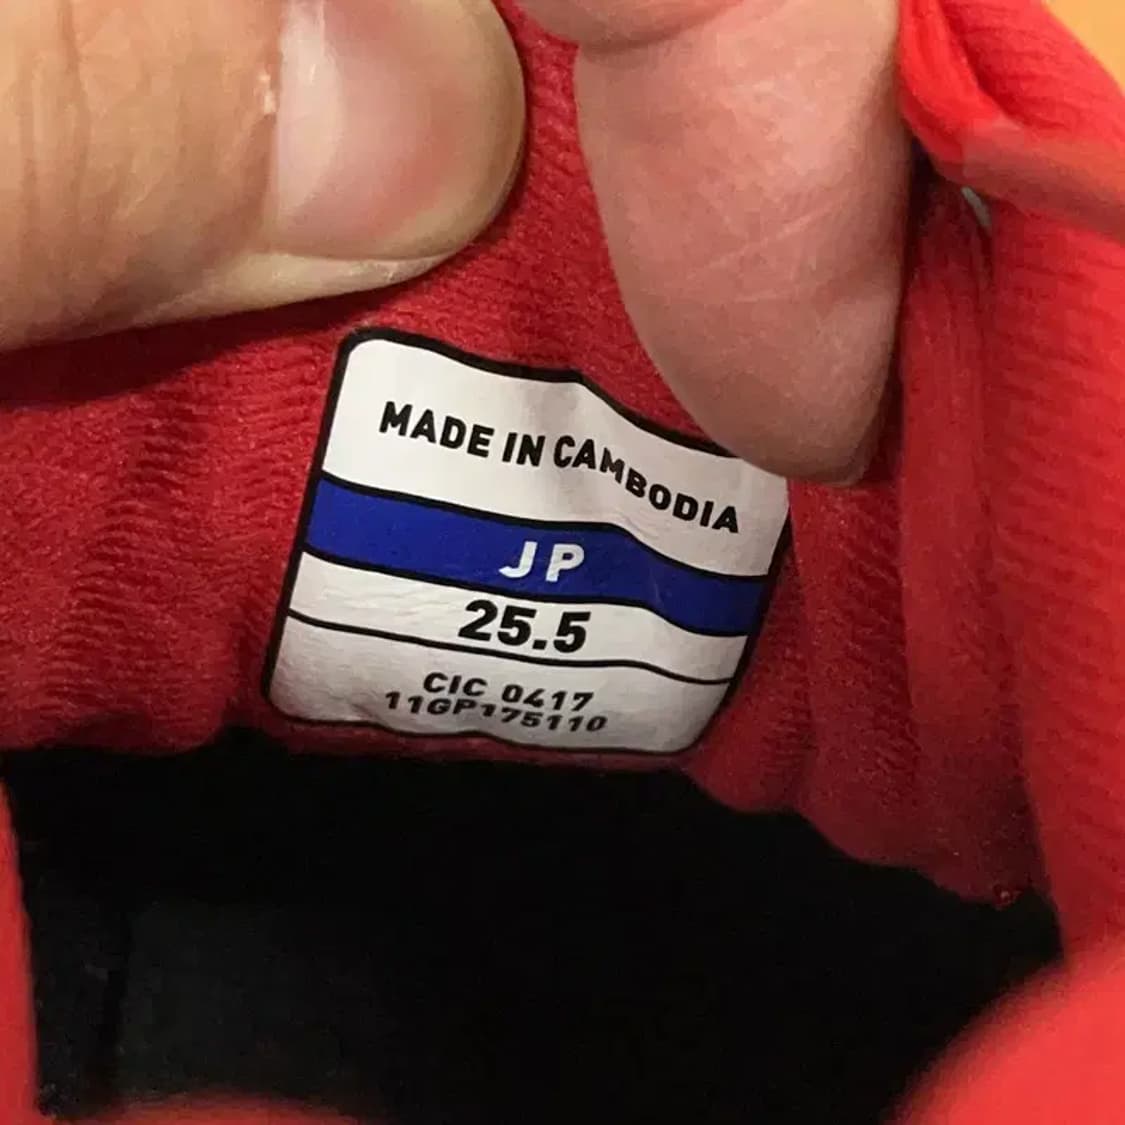 MADE IN CAMBODIA
JP
25.5
CIC 0417
11GP175110